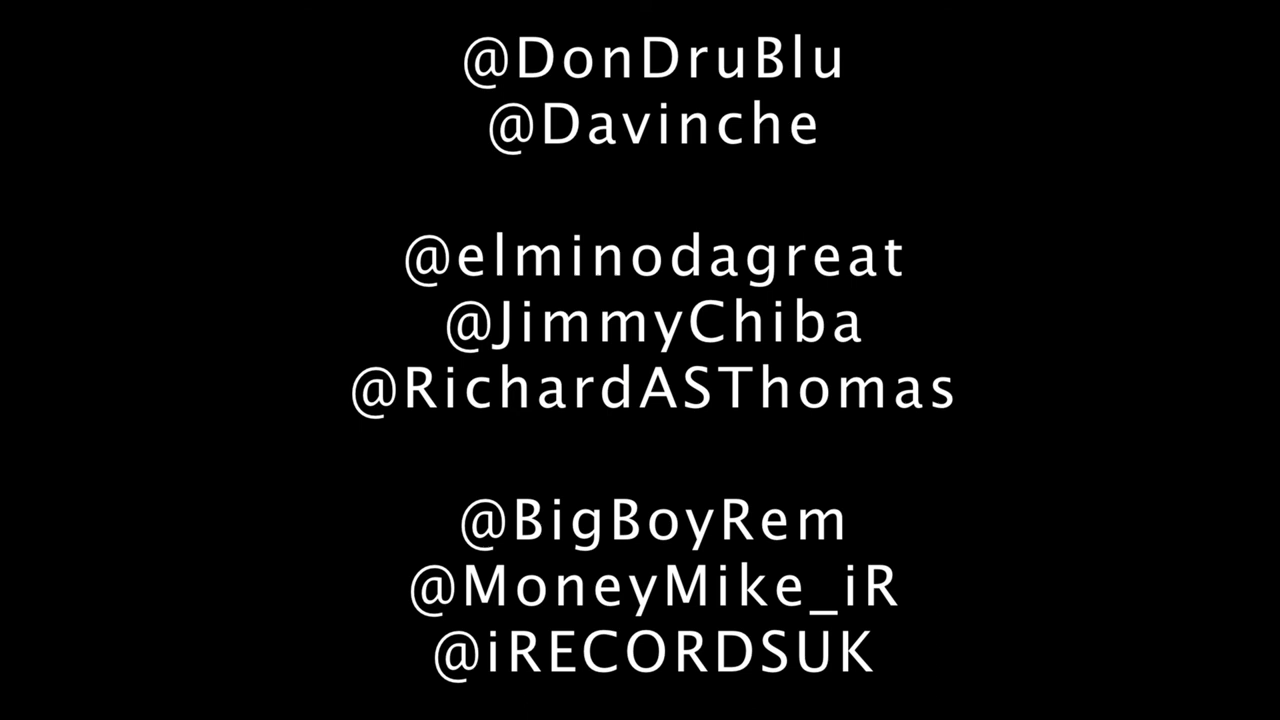 @DonDruBlu
@Davinche
@elminodagreat
@JimmyChiba
@RichardASThomas
@BigBoyRem
@MoneyMike_iR
@iRECORDSUK